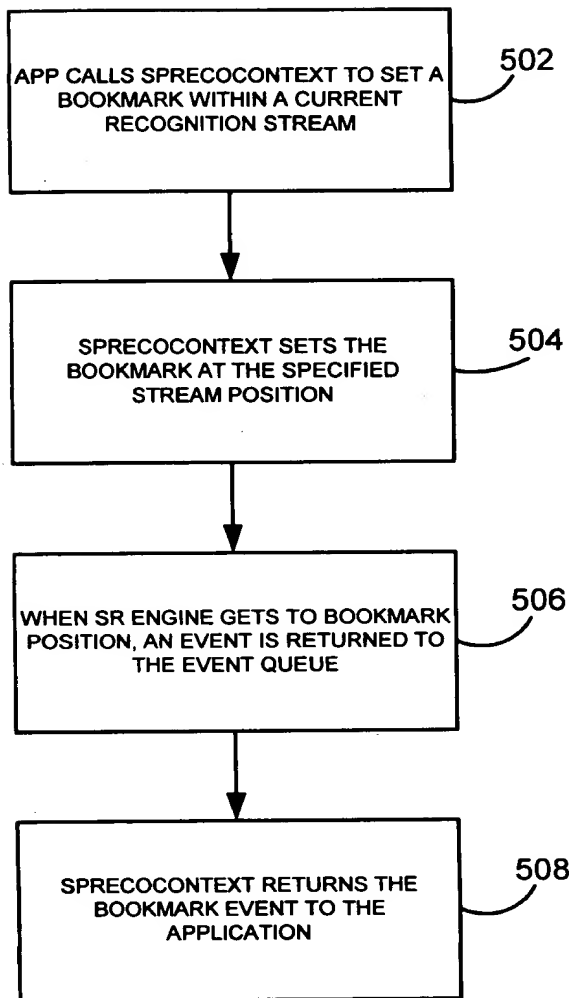 APP CALLS SPRECOCONTEXT TO SET A
BOOKMARK WITHIN A CURRENT
RECOGNITION STREAM
502
SPRECOCONTEXT SETS THE
BOOKMARK AT THE SPECIFIED
STREAM POSITION
504
WHEN SR ENGINE GETS TO BOOKMARK
POSITION, AN EVENT IS RETURNED TO
THE EVENT QUEUE
506
SPRECOCONTEXT RETURNS THE
BOOKMARK EVENT TO THE
APPLICATION
508